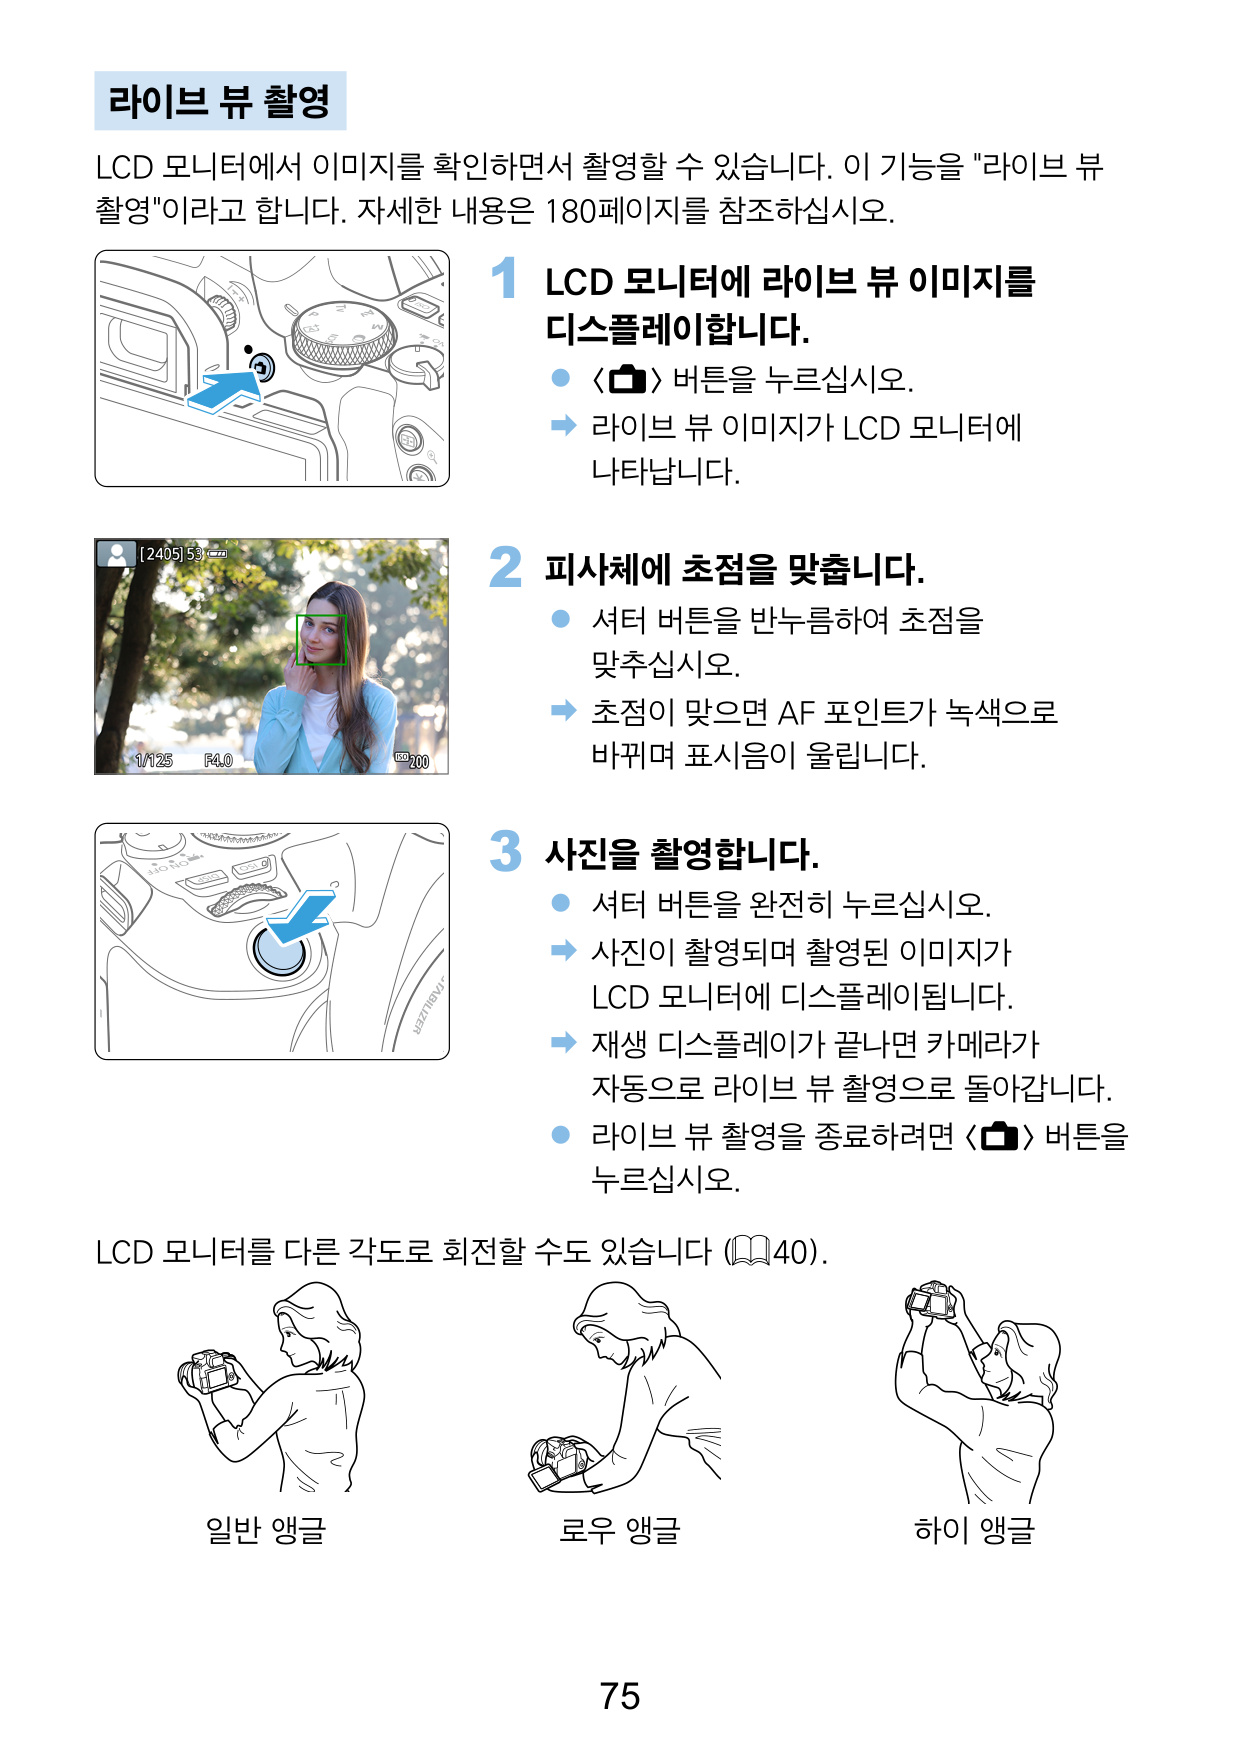 라이브 뷰 촬영
LCD 모니터에서 이미지를 확인하면서 촬영할 수 있습니다. 이 기능을 "라이브 뷰
촬영"이라고 합니다. 자세한 내용은 180페이지를 참조하십시오.
1 LCD 모니터에 라이브 뷰 이미지를
디스플레이합니다.
● < > 버튼을 누르십시오.
➡ 라이브 뷰 이미지가 LCD 모니터에
나타납니다.
[2405] 53
1/125 F4.0 ISO 200
2 피사체에 초점을 맞춥니다.
● 셔터 버튼을 반누름하여 초점을
맞추십시오.
➡ 초점이 맞으면 AF 포인트가 녹색으로
바뀌며 표시음이 울립니다.
ON OFF
DISP ISO
STABILIZER
3 사진을 촬영합니다.
● 셔터 버튼을 완전히 누르십시오.
➡ 사진이 촬영되며 촬영된 이미지가
LCD 모니터에 디스플레이됩니다.
➡ 재생 디스플레이가 끝나면 카메라가
자동으로 라이브 뷰 촬영으로 돌아갑니다.
● 라이브 뷰 촬영을 종료하려면 < > 버튼을
누르십시오.
LCD 모니터를 다른 각도로 회전할 수도 있습니다 (40).
일반 앵글 로우 앵글 하이 앵글
75